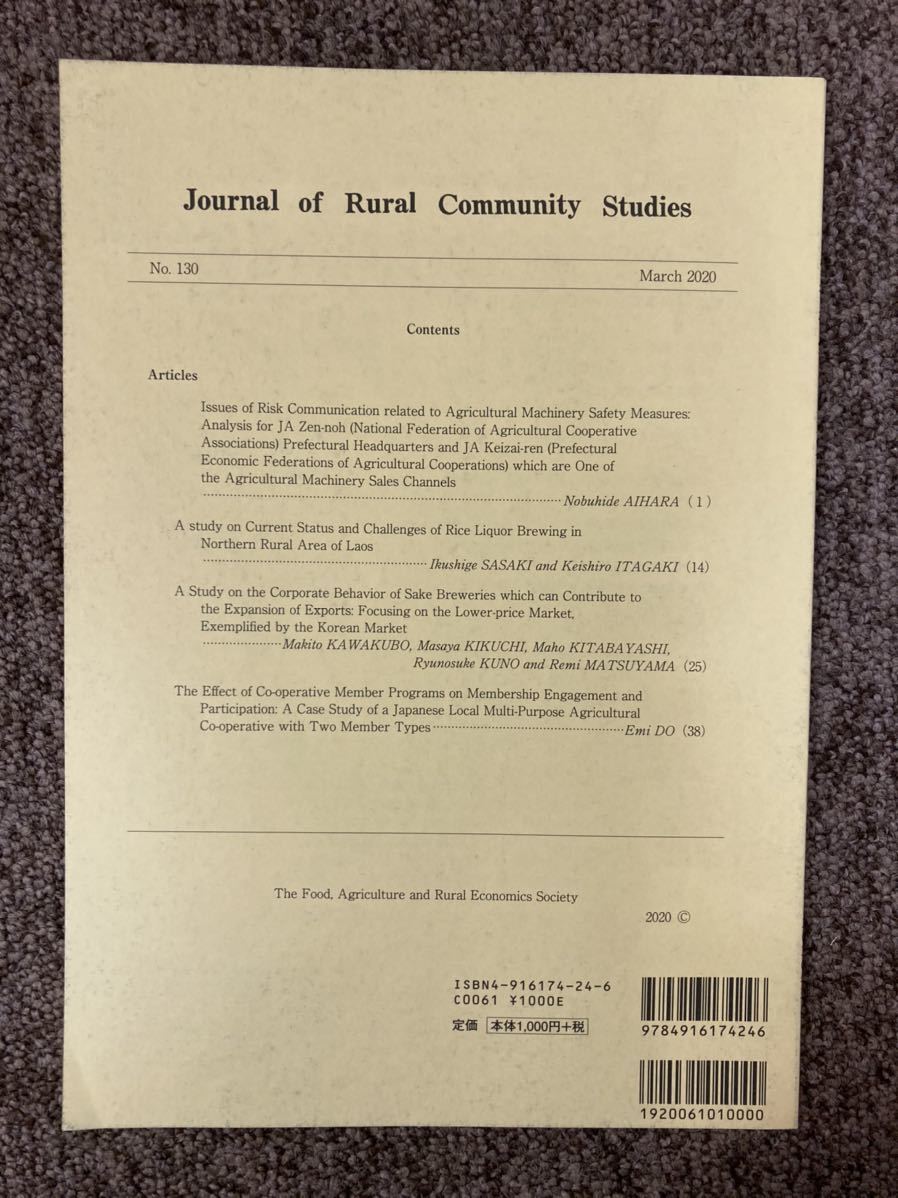 Journal of Rural Community Studies
No. 130
March 2020
Contents
Articles
Issues of Risk Communication related to Agricultural Machinery Safety Measures:
Analysis for JA Zen-noh (National Federation of Agricultural Cooperative
Associations) Prefectural Headquarters and JA Keizai-ren (Prefectural
Economic Federations of Agricultural Cooperations) which are One of
the Agricultural Machinery Sales Channels
Nobuhide AIHARA (1)
A study on Current Status and Challenges of Rice Liquor Brewing in
Northern Rural Area of Laos
Ikushige SASAKI and Keishiro ITAGAKI (14)
A Study on the Corporate Behavior of Sake Breweries which can Contribute to
the Expansion of Exports: Focusing on the Lower-price Market,
Exemplified by the Korean Market
Makito KAWAKUBO, Masaya KIKUCHI, Maho KITABAYASHI,
Ryunosuke KUNO and Remi MATSUYAMA (25)
The Effect of Co-operative Member Programs on Membership Engagement and
Participation: A Case Study of a Japanese Local Multi-Purpose Agricultural
Co-operative with Two Member Types Emi DO (38)
The Food, Agriculture and Rural Economics Society
2020 ©
ISBN4-916174-24-6
C0061 ¥1000E
定価 本体1,000円+税
9784916174246
1920061010000